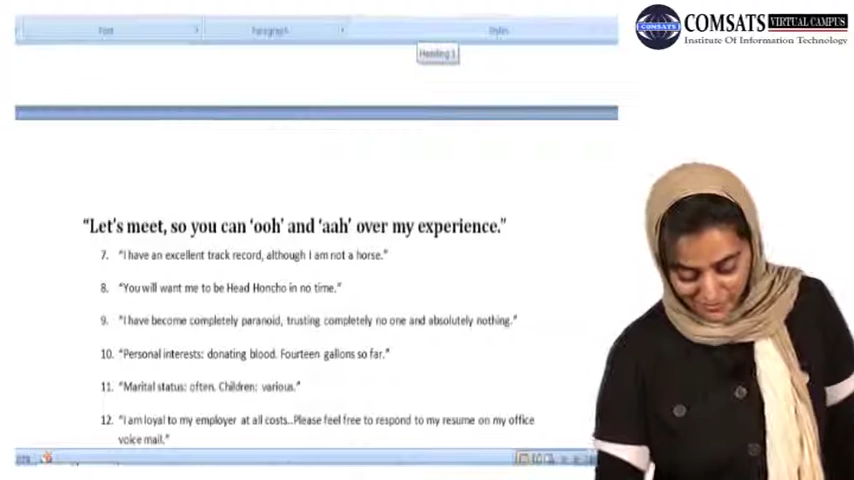 COMSATS VIRTUAL CAMPUS
COMSATS
Institute Of Information Technology
Font
Paragraph
Styles
Heading 1
“Let's meet, so you can ‘ooh’ and ‘aah’ over my experience.”
7. “I have an excellent track record, although I am not a horse.”
8. “You will want me to be Head Honcho in no time.”
9. “I have become completely paranoid, trusting completely no one and absolutely nothing.”
10. “Personal interests: donating blood. Fourteen gallons so far.”
11. “Marital status: often. Children: various.”
12. “I am loyal to my employer at all costs..Please feel free to respond to my resume on my office
voice mail.”